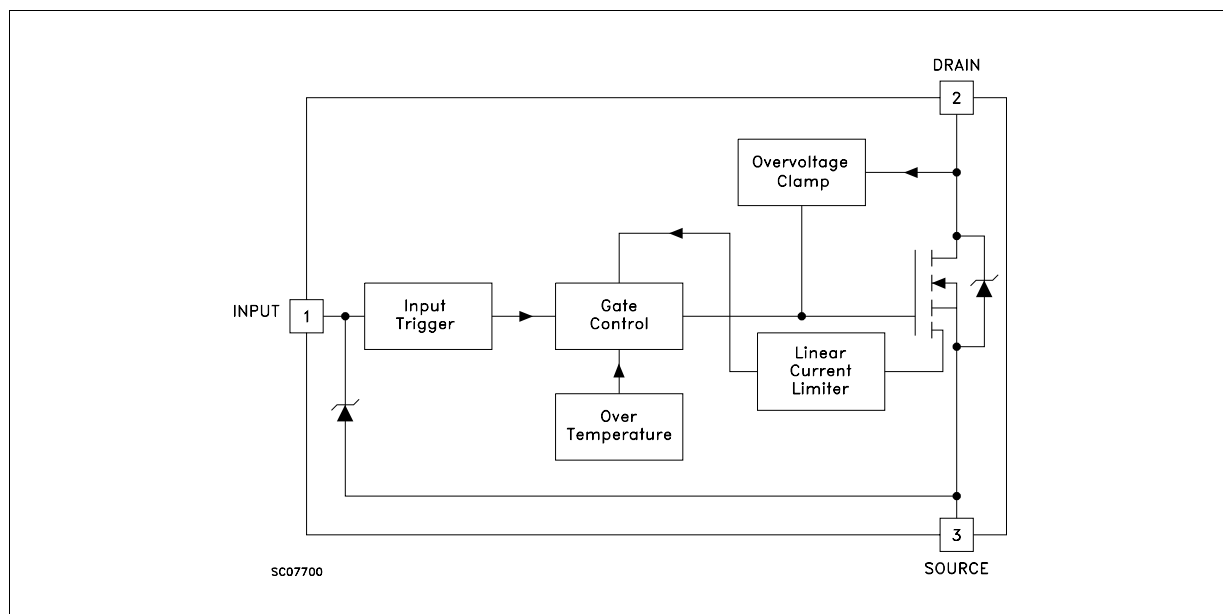 DRAIN
2
Overvoltage
Clamp
INPUT
1
Input
Trigger
Gate
Control
Linear
Current
Limiter
Over
Temperature
3
SOURCE
SC07700